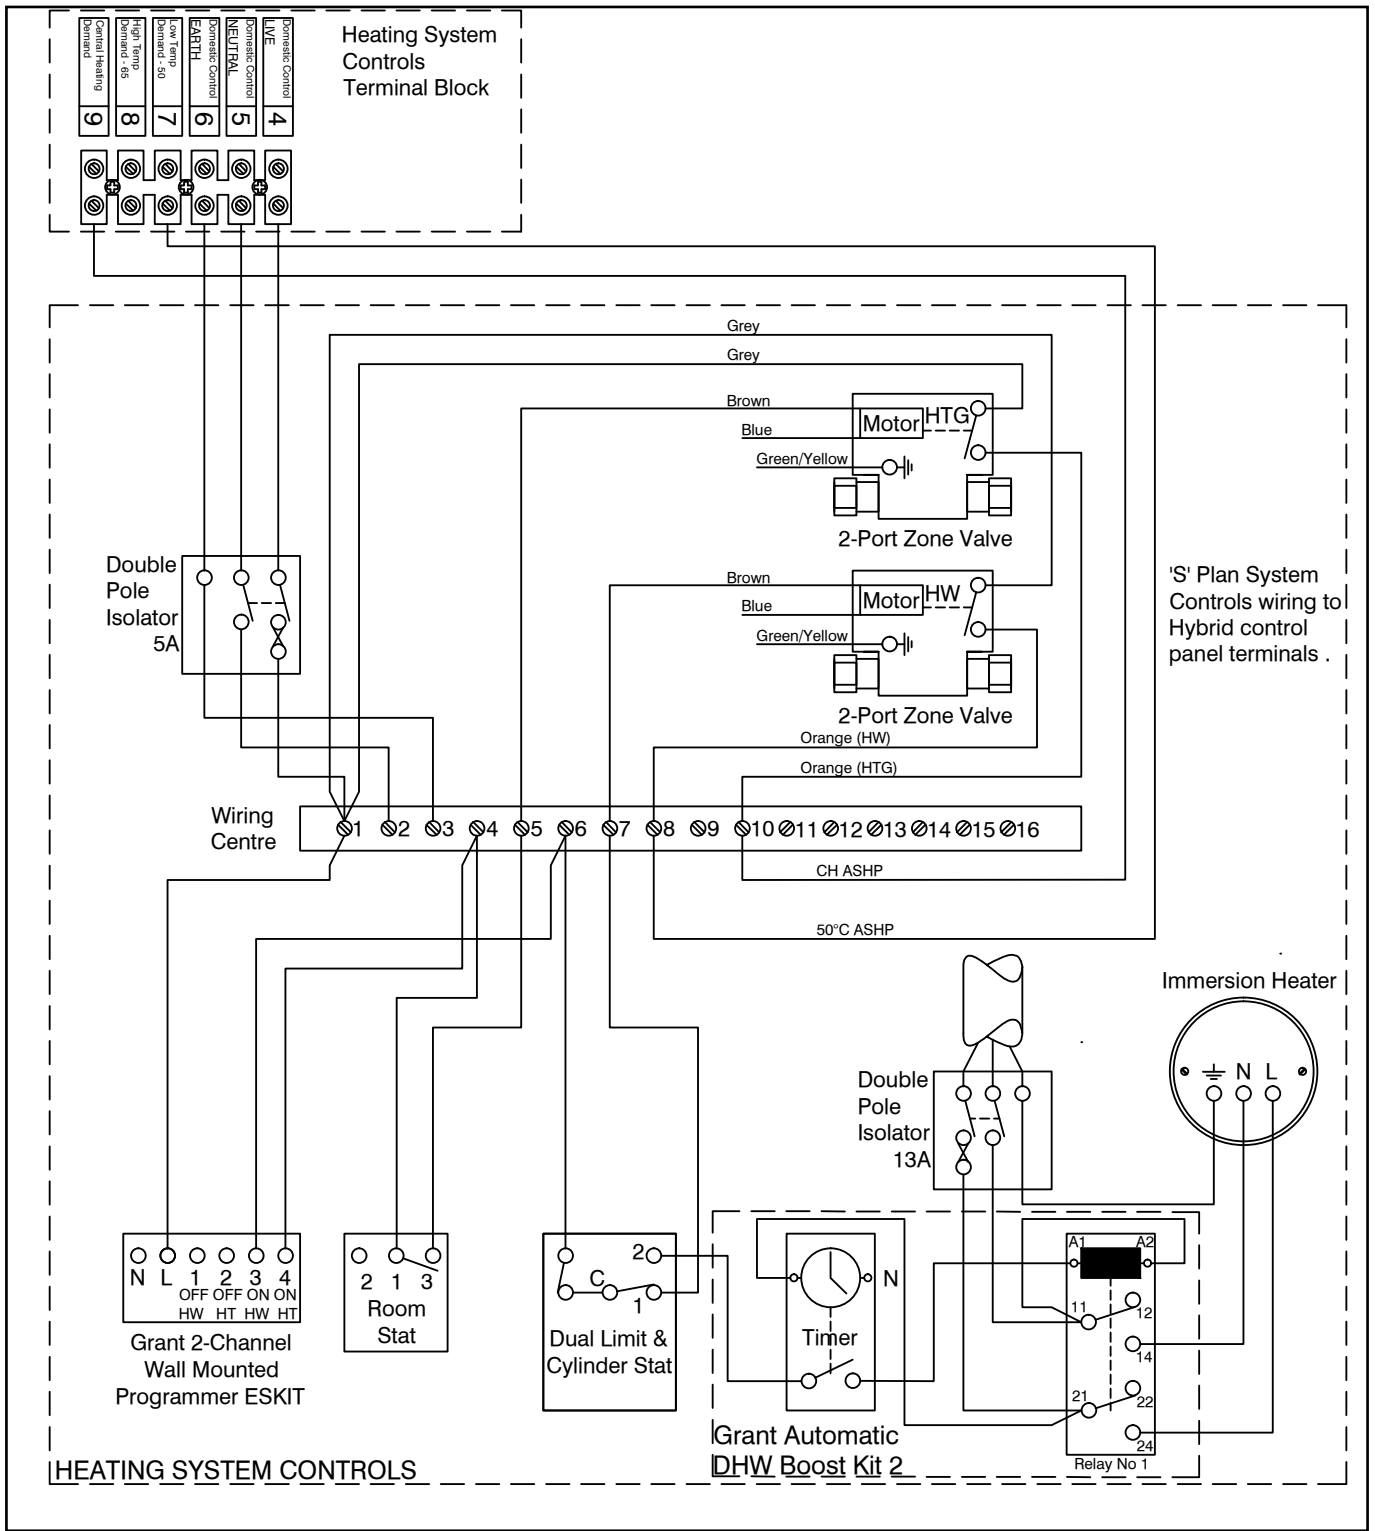 Central Heating
Demand
High Temp
Demand - 65
Low Temp
Demand - 50
Domestic Control
EARTH
Domestic Control
NEUTRAL
Domestic Control
LIVE
9 8 7 6 5 4
Heating System
Controls
Terminal Block
Grey
Grey
Brown
Blue
Green/Yellow
Motor HTG
2-Port Zone Valve
Brown
Blue
Green/Yellow
Motor HW
2-Port Zone Valve
Double
Pole
Isolator
5A
'S' Plan System
Controls wiring to
Hybrid control
panel terminals .
Orange (HW)
Orange (HTG)
Wiring
Centre
1 2 3 4 5 6 7 8 9 10 11 12 13 14 15 16
CH ASHP
50°C ASHP
Immersion Heater
N L
Double
Pole
Isolator
13A
N L 1 2 3 4
OFF OFF ON ON
HW HT HW HT
Grant 2-Channel
Wall Mounted
Programmer ESKIT
2 1 3
Room
Stat
2
C
1
Dual Limit &
Cylinder Stat
N
Timer
A1 A2
11
12
14
21
22
24
Relay No 1
Grant Automatic
DHW Boost Kit 2
HEATING SYSTEM CONTROLS